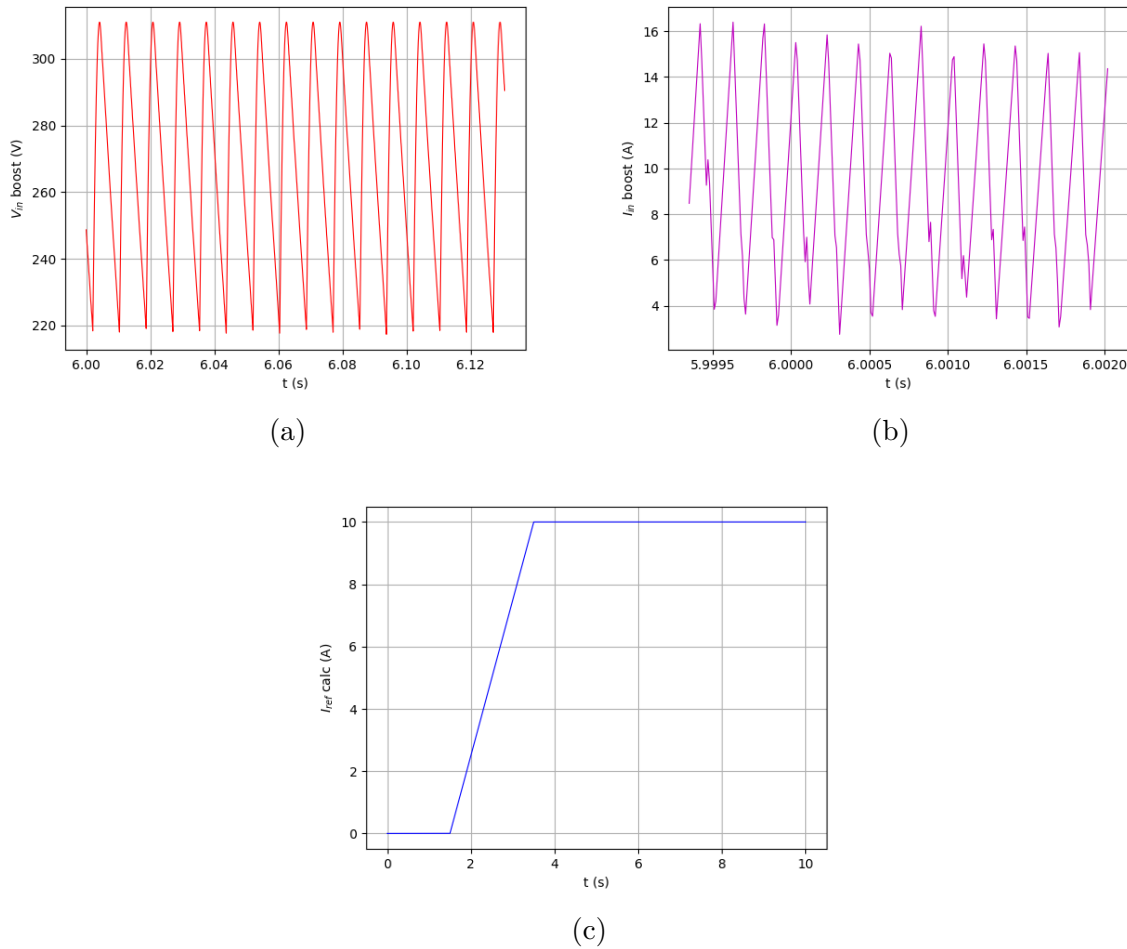 V_in boost (V)
300
280
260
240
220
6.00 6.02 6.04 6.06 6.08 6.10 6.12
t (s)
(a)
I_in boost (A)
16
14
12
10
8
6
4
5.9995 6.0000 6.0005 6.0010 6.0015 6.0020
t (s)
(b)
I_ref calc (A)
10
8
6
4
2
0
0 2 4 6 8 10
t (s)
(c)